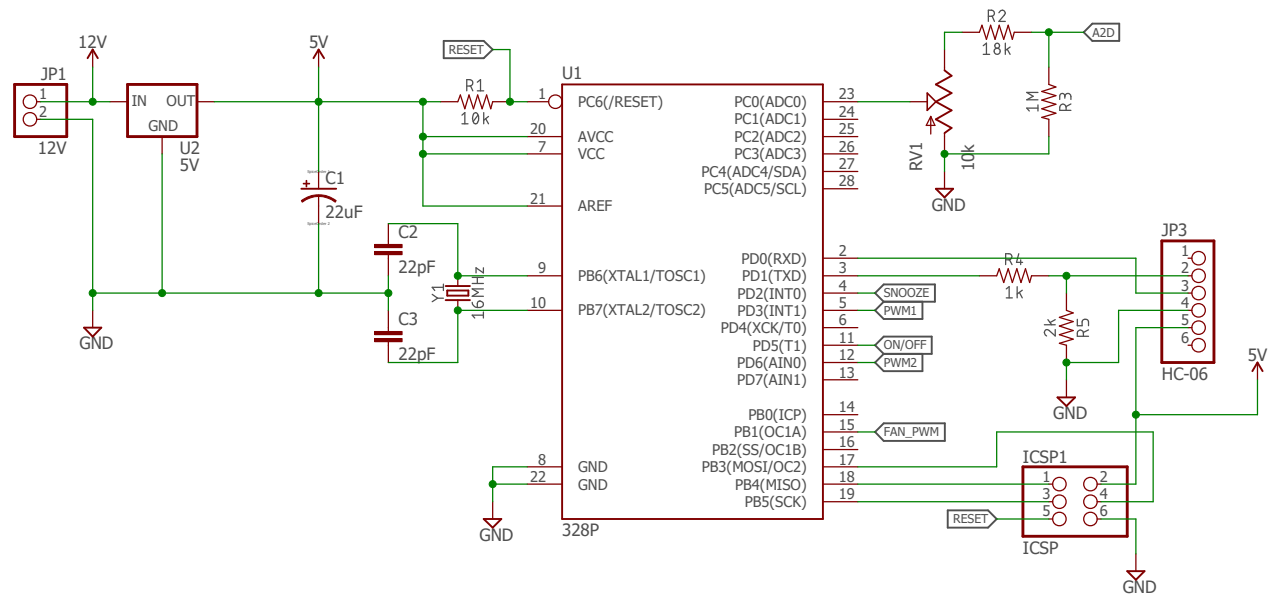 12V
JP1
1
2
12V
IN OUT
GND
U2
5V
GND
5V
C1
+
22uF
RESET
R1
10k
C2
22pF
C3
22pF
Y1
16MHz
GND
U1
1 PC6(/RESET)
20 AVCC
7 VCC
21 AREF
9 PB6(XTAL1/TOSC1)
10 PB7(XTAL2/TOSC2)
8 GND
22 GND
PC0(ADC0) 23
PC1(ADC1) 24
PC2(ADC2) 25
PC3(ADC3) 26
PC4(ADC4/SDA) 27
PC5(ADC5/SCL) 28
PD0(RXD) 2
PD1(TXD) 3
PD2(INT0) 4
PD3(INT1) 5
PD4(XCK/T0) 6
PD5(T1) 11
PD6(AIN0) 12
PD7(AIN1) 13
PB0(ICP) 14
PB1(OC1A) 15
PB2(SS/OC1B) 16
PB3(MOSI/OC2) 17
PB4(MISO) 18
PB5(SCK) 19
328P
R2
18k
A2D
1M
R3
RV1
10k
GND
SNOOZE
PWM1
ON/OFF
PWM2
FAN_PWM
R4
1k
2k
R5
GND
JP3
1
2
3
4
5
6
HC-06
5V
ICSP1
1 2
3 4
5 6
ICSP
RESET
GND